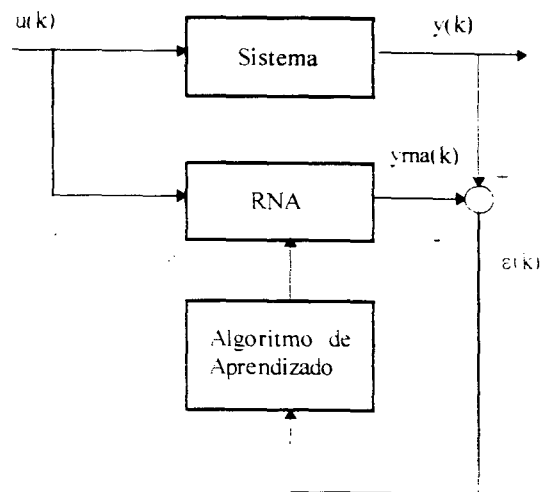 u(k)
y(k)
Sistema
yrna(k)
RNA
ε(k)
Algoritmo de
Aprendizado